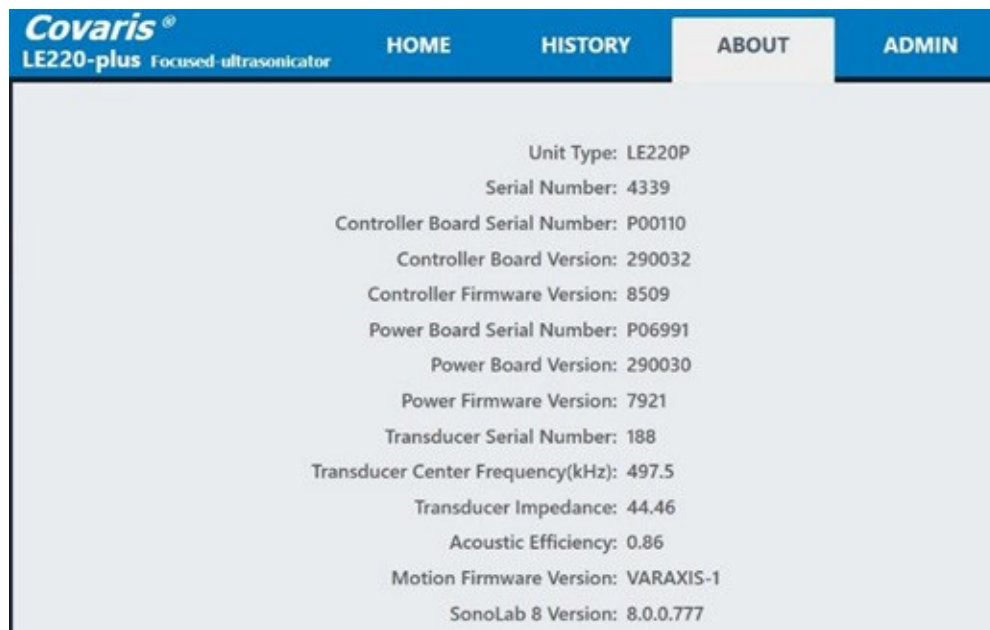 Covaris®
LE220-plus Focused-ultrasonicator
HOME HISTORY ABOUT ADMIN
Unit Type: LE220P
Serial Number: 4339
Controller Board Serial Number: P00110
Controller Board Version: 290032
Controller Firmware Version: 8509
Power Board Serial Number: P06991
Power Board Version: 290030
Power Firmware Version: 7921
Transducer Serial Number: 188
Transducer Center Frequency(kHz): 497.5
Transducer Impedance: 44.46
Acoustic Efficiency: 0.86
Motion Firmware Version: VARAXIS-1
SonoLab 8 Version: 8.0.0.777